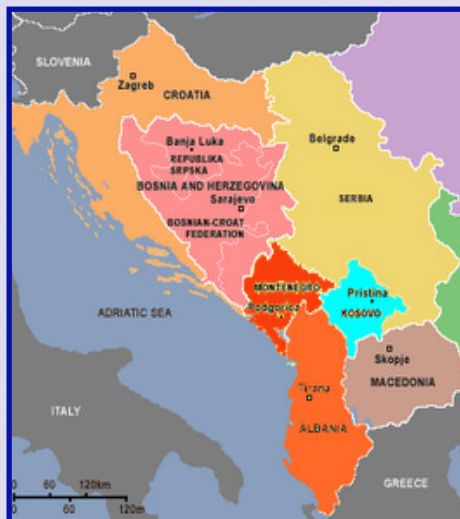 SLOVENIA
Zagreb
CROATIA
Banja Luka
REPUBLIKA
SRPSKA
BOSNIA AND HERZEGOVINA
Sarajevo
BOSNIAN-CROAT
FEDERATION
Belgrade
SERBIA
MONTENEGRO
Podgorica
Pristina
KOSOVO
ADRIATIC SEA
Skopje
MACEDONIA
Tirana
ALBANIA
ITALY
GREECE
0 60 120km
0 60 120m